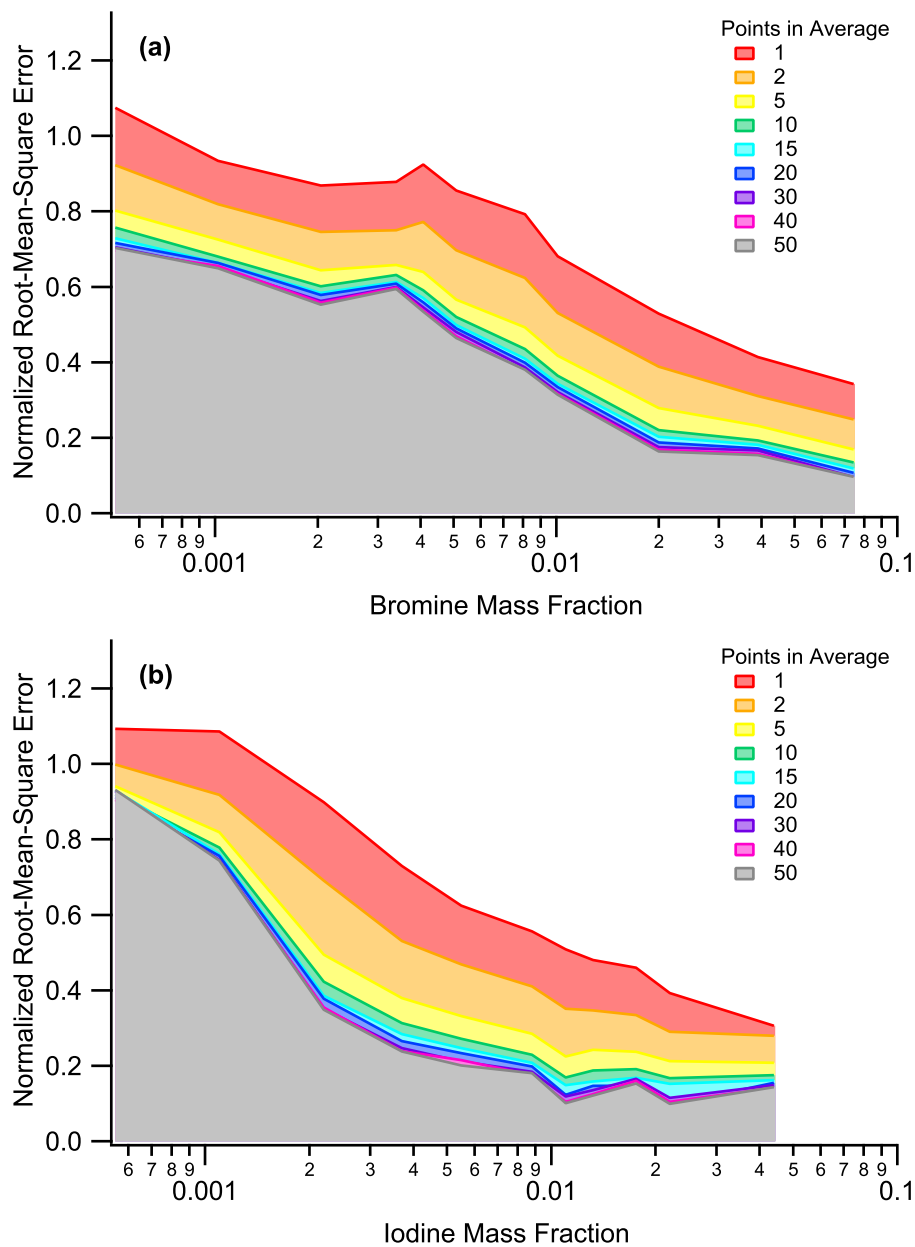 (a)
Points in Average
1
2
5
10
15
20
30
40
50
Normalized Root-Mean-Square Error
1.2
1.0
0.8
0.6
0.4
0.2
0.0
6 7 8 9 2 3 4 5 6 7 8 9 2 3 4 5 6 7 8 9
0.001 0.01 0.1
Bromine Mass Fraction
(b)
Points in Average
1
2
5
10
15
20
30
40
50
Normalized Root-Mean-Square Error
1.2
1.0
0.8
0.6
0.4
0.2
0.0
6 7 8 9 2 3 4 5 6 7 8 9 2 3 4 5 6 7 8 9
0.001 0.01 0.1
Iodine Mass Fraction